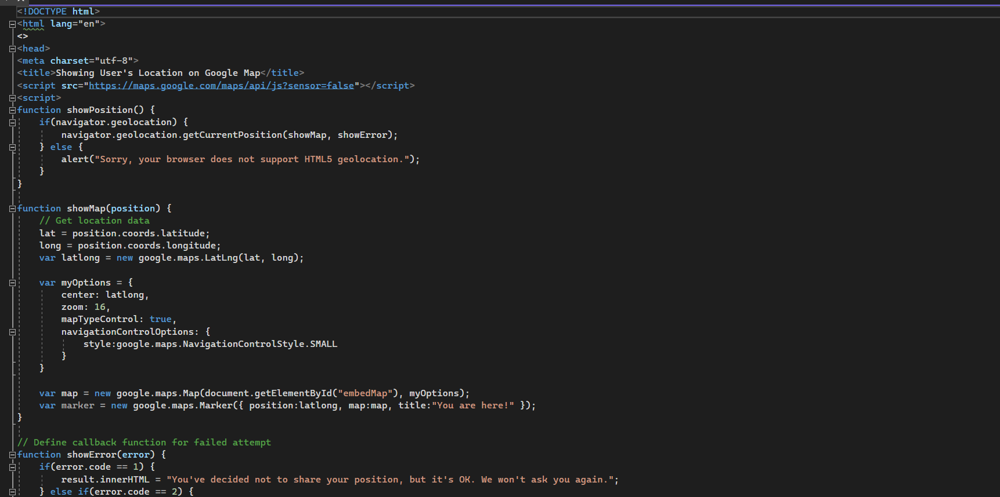 <!DOCTYPE html>
<html lang="en">
<>
<head>
<meta charset="utf-8">
<title>Showing User's Location on Google Map</title>
<script src="https://maps.google.com/maps/api/js?sensor=false"></script>
<script>
function showPosition() {
    if(navigator.geolocation) {
        navigator.geolocation.getCurrentPosition(showMap, showError);
    } else {
        alert("Sorry, your browser does not support HTML5 geolocation.");
    }
}

function showMap(position) {
    // Get location data
    lat = position.coords.latitude;
    long = position.coords.longitude;
    var latlong = new google.maps.LatLng(lat, long);

    var myOptions = {
        center: latlong,
        zoom: 16,
        mapTypeControl: true,
        navigationControlOptions: {
            style:google.maps.NavigationControlStyle.SMALL
        }
    }

    var map = new google.maps.Map(document.getElementById("embedMap"), myOptions);
    var marker = new google.maps.Marker({ position:latlong, map:map, title:"You are here!" });
}

// Define callback function for failed attempt
function showError(error) {
    if(error.code == 1) {
        result.innerHTML = "You've decided not to share your position, but it's OK. We won't ask you again.";
    } else if(error.code == 2) {